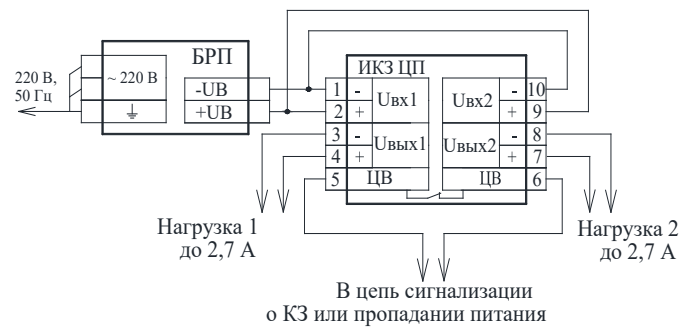 БРП
ИКЗ ЦП
220 В,
50 Гц
~ 220 В
-UВ
+UВ
1 - Uвх1
2 +
3 - Uвых1
4 +
5 ЦВ
Uвх2 - 10
+ 9
Uвых2 - 8
+ 7
ЦВ 6
Нагрузка 1
до 2,7 А
Нагрузка 2
до 2,7 А
В цепь сигнализации
о КЗ или пропадании питания